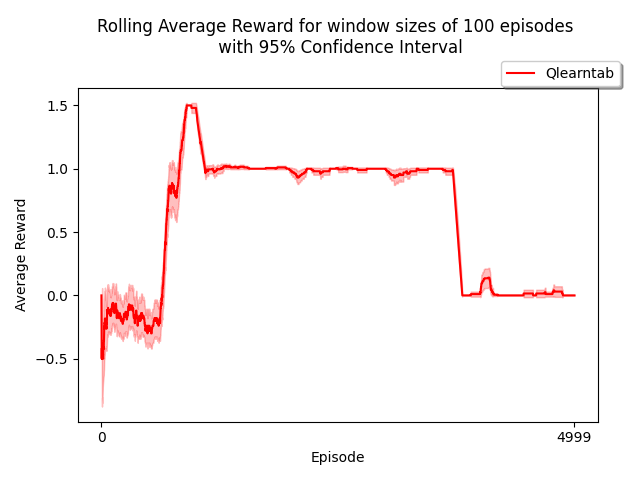 Rolling Average Reward for window sizes of 100 episodes
with 95% Confidence Interval
Qlearntab
1.5
1.0
0.5
0.0
−0.5
Average Reward
0
4999
Episode